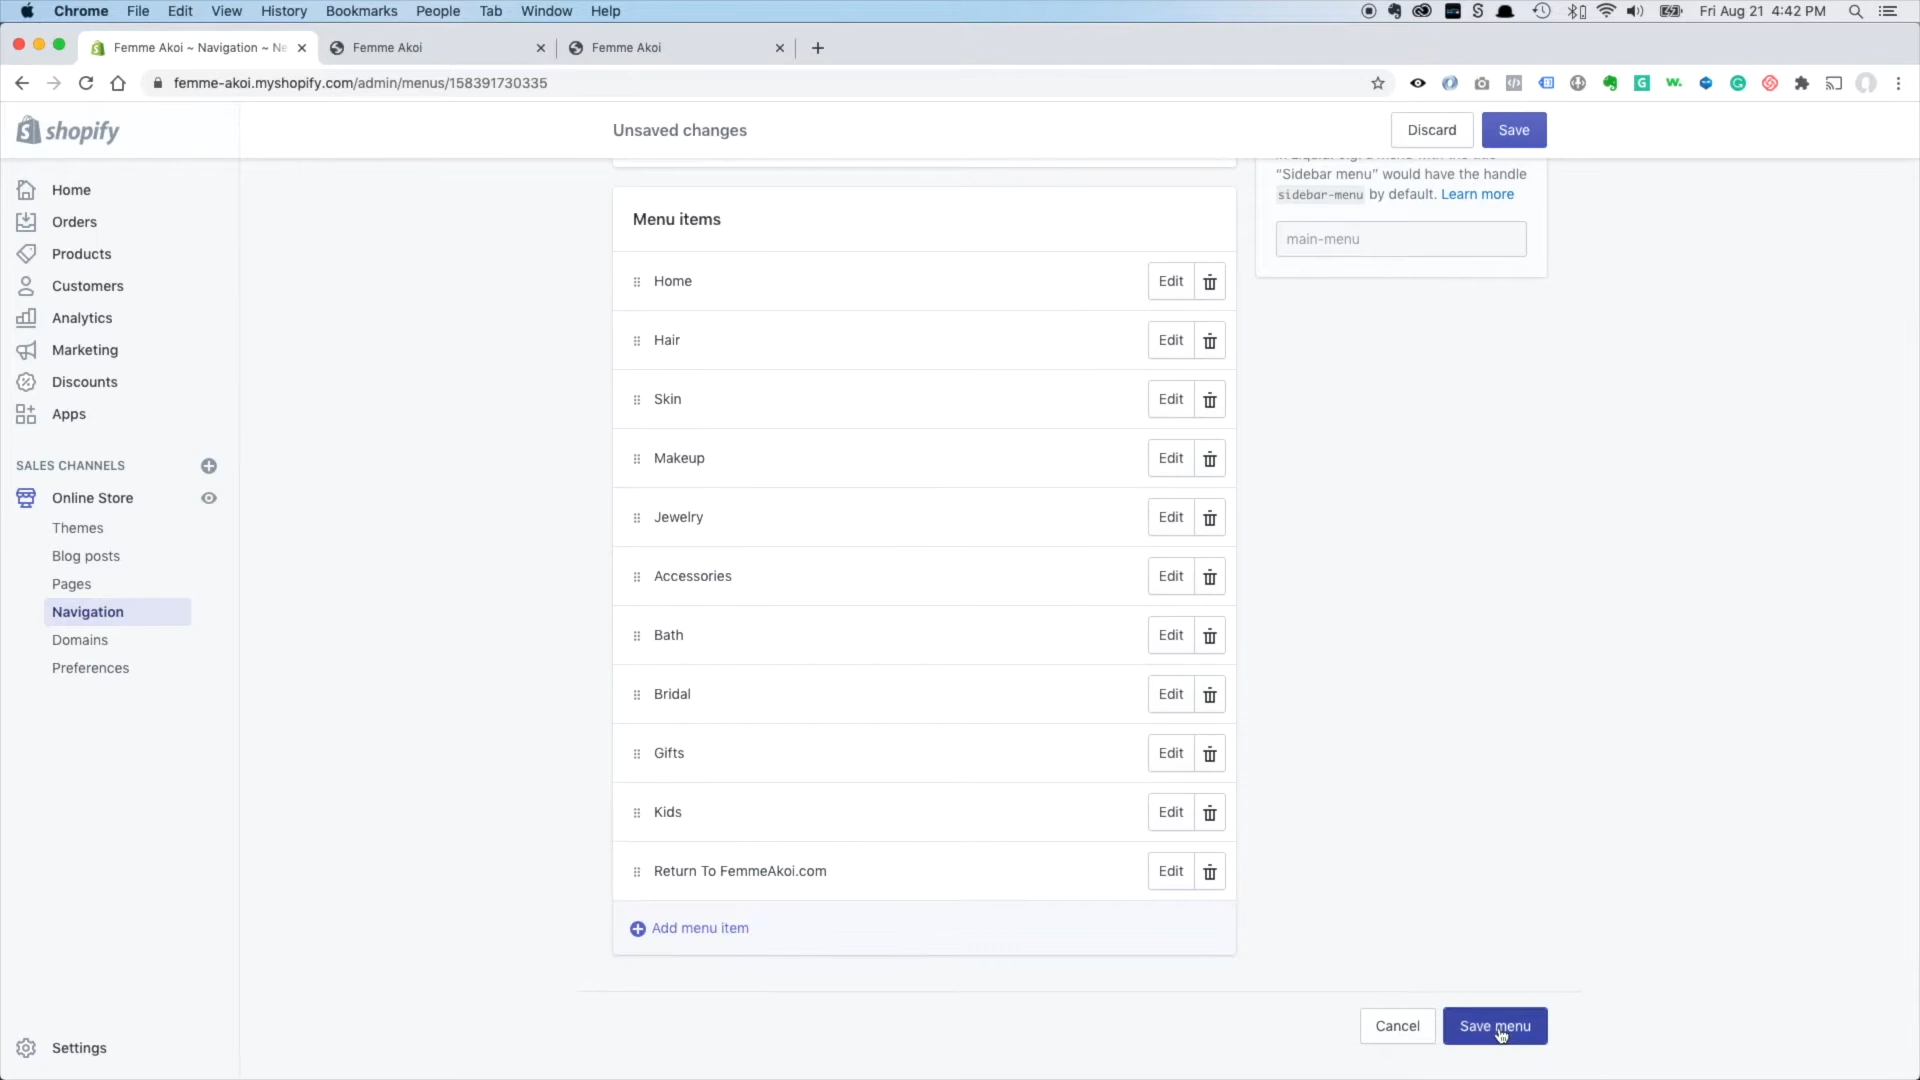 Chrome File Edit View History Bookmarks People Tab Window Help Fri Aug 21 4:42 PM
Femme Akoi ~ Navigation ~ Ne Femme Akoi Femme Akoi
femme-akoi.myshopify.com/admin/menus/158391730335
shopify
Unsaved changes
Discard
Save
Home
Orders
Products
Customers
Analytics
Marketing
Discounts
Apps
SALES CHANNELS
Online Store
Themes
Blog posts
Pages
Navigation
Domains
Preferences
Settings
Menu items
Home Edit
Hair Edit
Skin Edit
Makeup Edit
Jewelry Edit
Accessories Edit
Bath Edit
Bridal Edit
Gifts Edit
Kids Edit
Return To FemmeAkoi.com Edit
Add menu item
"Sidebar menu" would have the handle
sidebar-menu by default. Learn more
main-menu
Cancel
Save menu